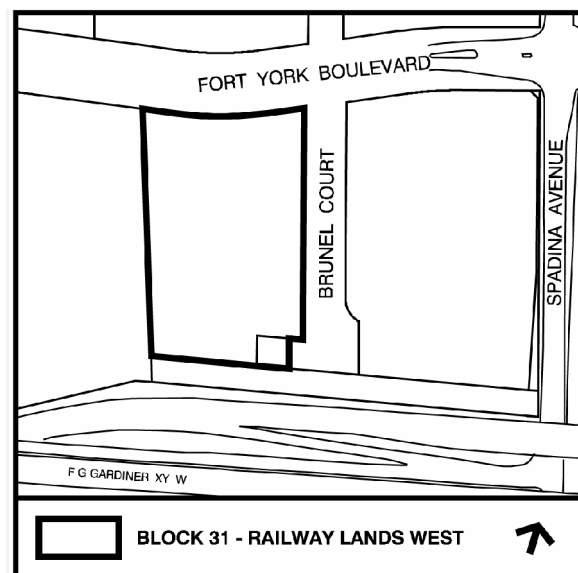 FORT YORK BOULEVARD
BRUNEL COURT
SPADINA AVENUE
F G GARDINER XY W
BLOCK 31 - RAILWAY LANDS WEST